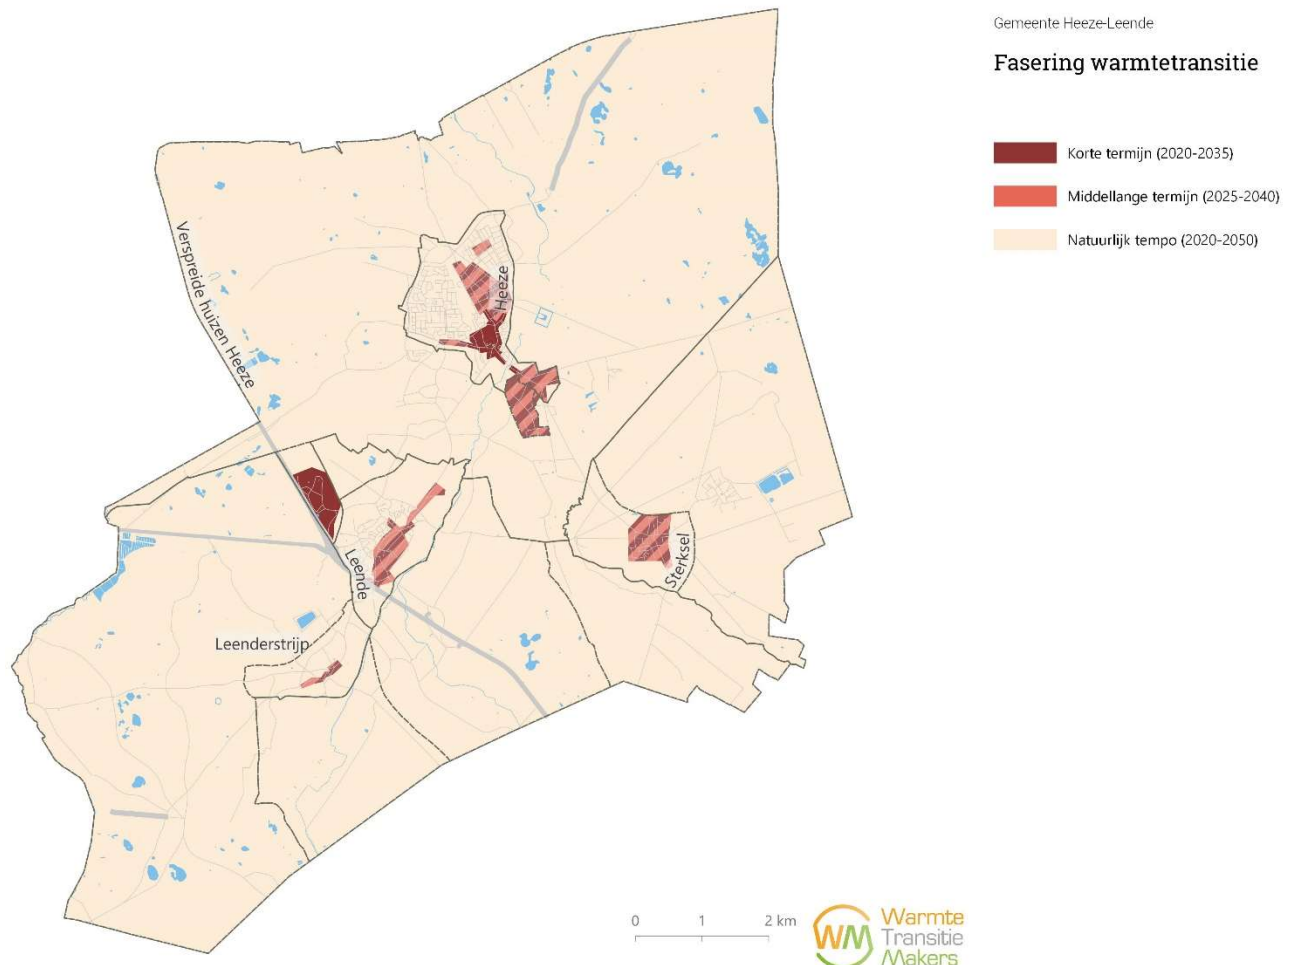 Gemeente Heeze-Leende
Fasering warmtetransitie
Korte termijn (2020-2035)
Middellange termijn (2025-2040)
Natuurlijk tempo (2020-2050)
Verspreide huizen Heeze
Heeze
Leende
Sterksel
Leenderstrijp
0 1 2 km
WM
Warmte
Transitie
Makers